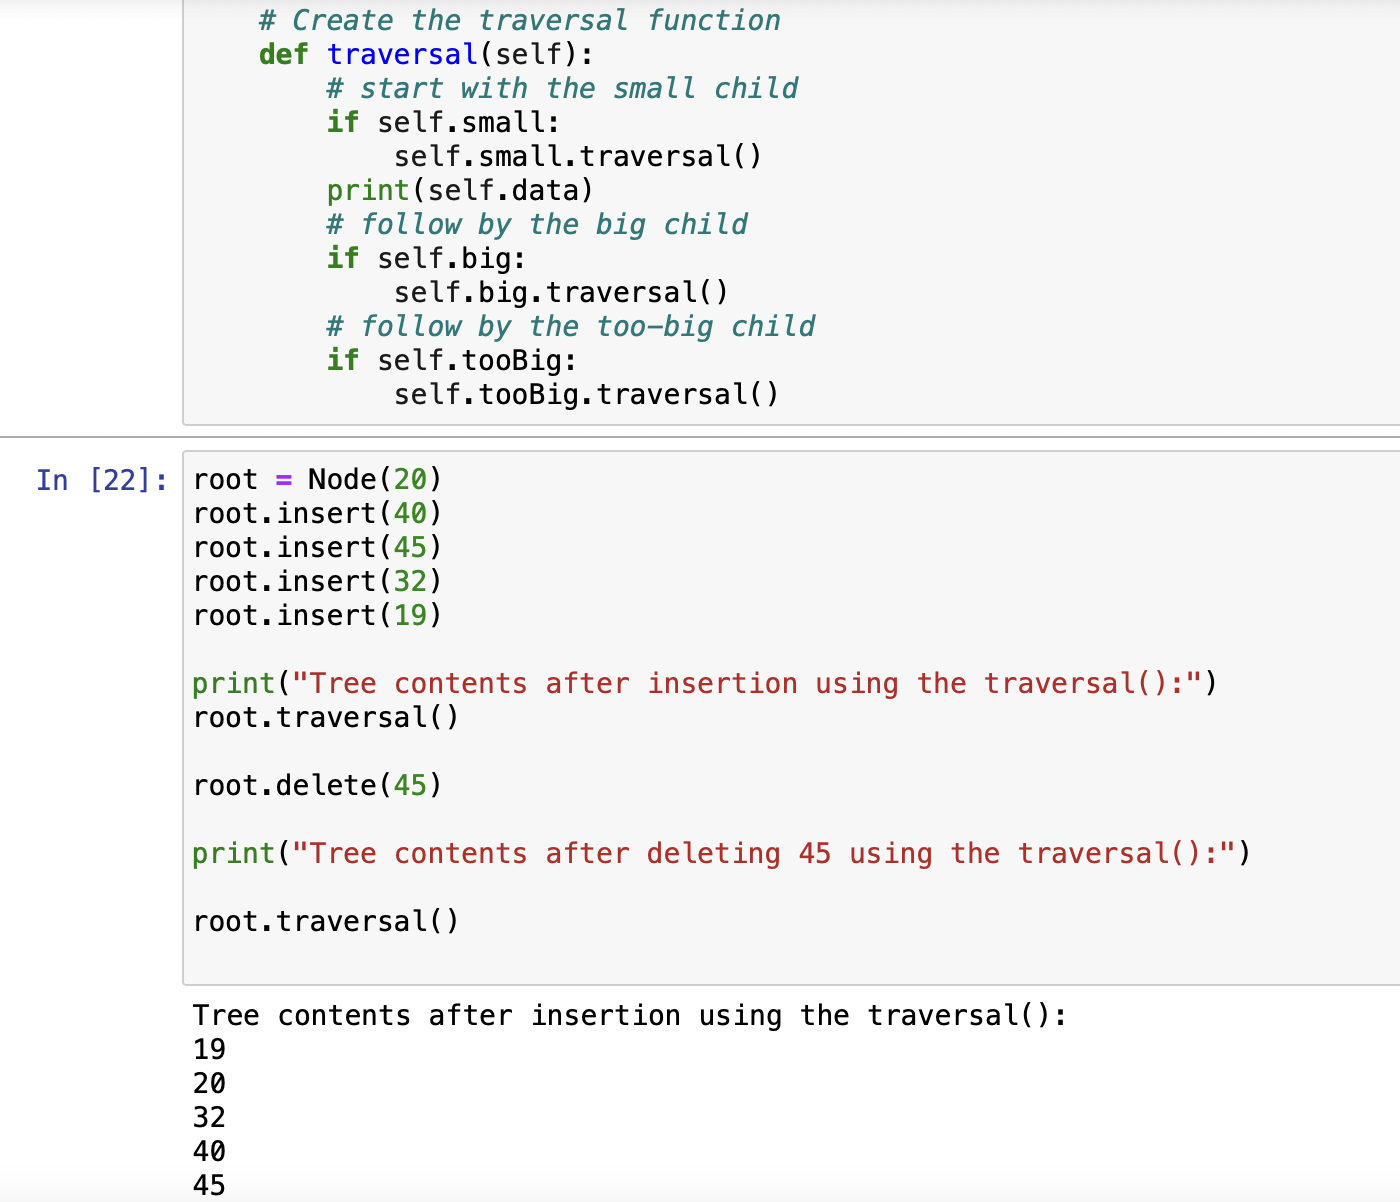 # Create the traversal function
def traversal(self):
# start with the small child
if self.small:
self.small.traversal()
print(self.data)
# follow by the big child
if self.big:
self.big.traversal()
# follow by the too-big child
if self.tooBig:
self.tooBig.traversal()
In [22]: root = Node(20)
root.insert(40)
root.insert(45)
root.insert(32)
root.insert(19)
print("Tree contents after insertion using the traversal():")
root.traversal()
root.delete(45)
print("Tree contents after deleting 45 using the traversal():")
root.traversal()
Tree contents after insertion using the traversal():
19
20
32
40
45